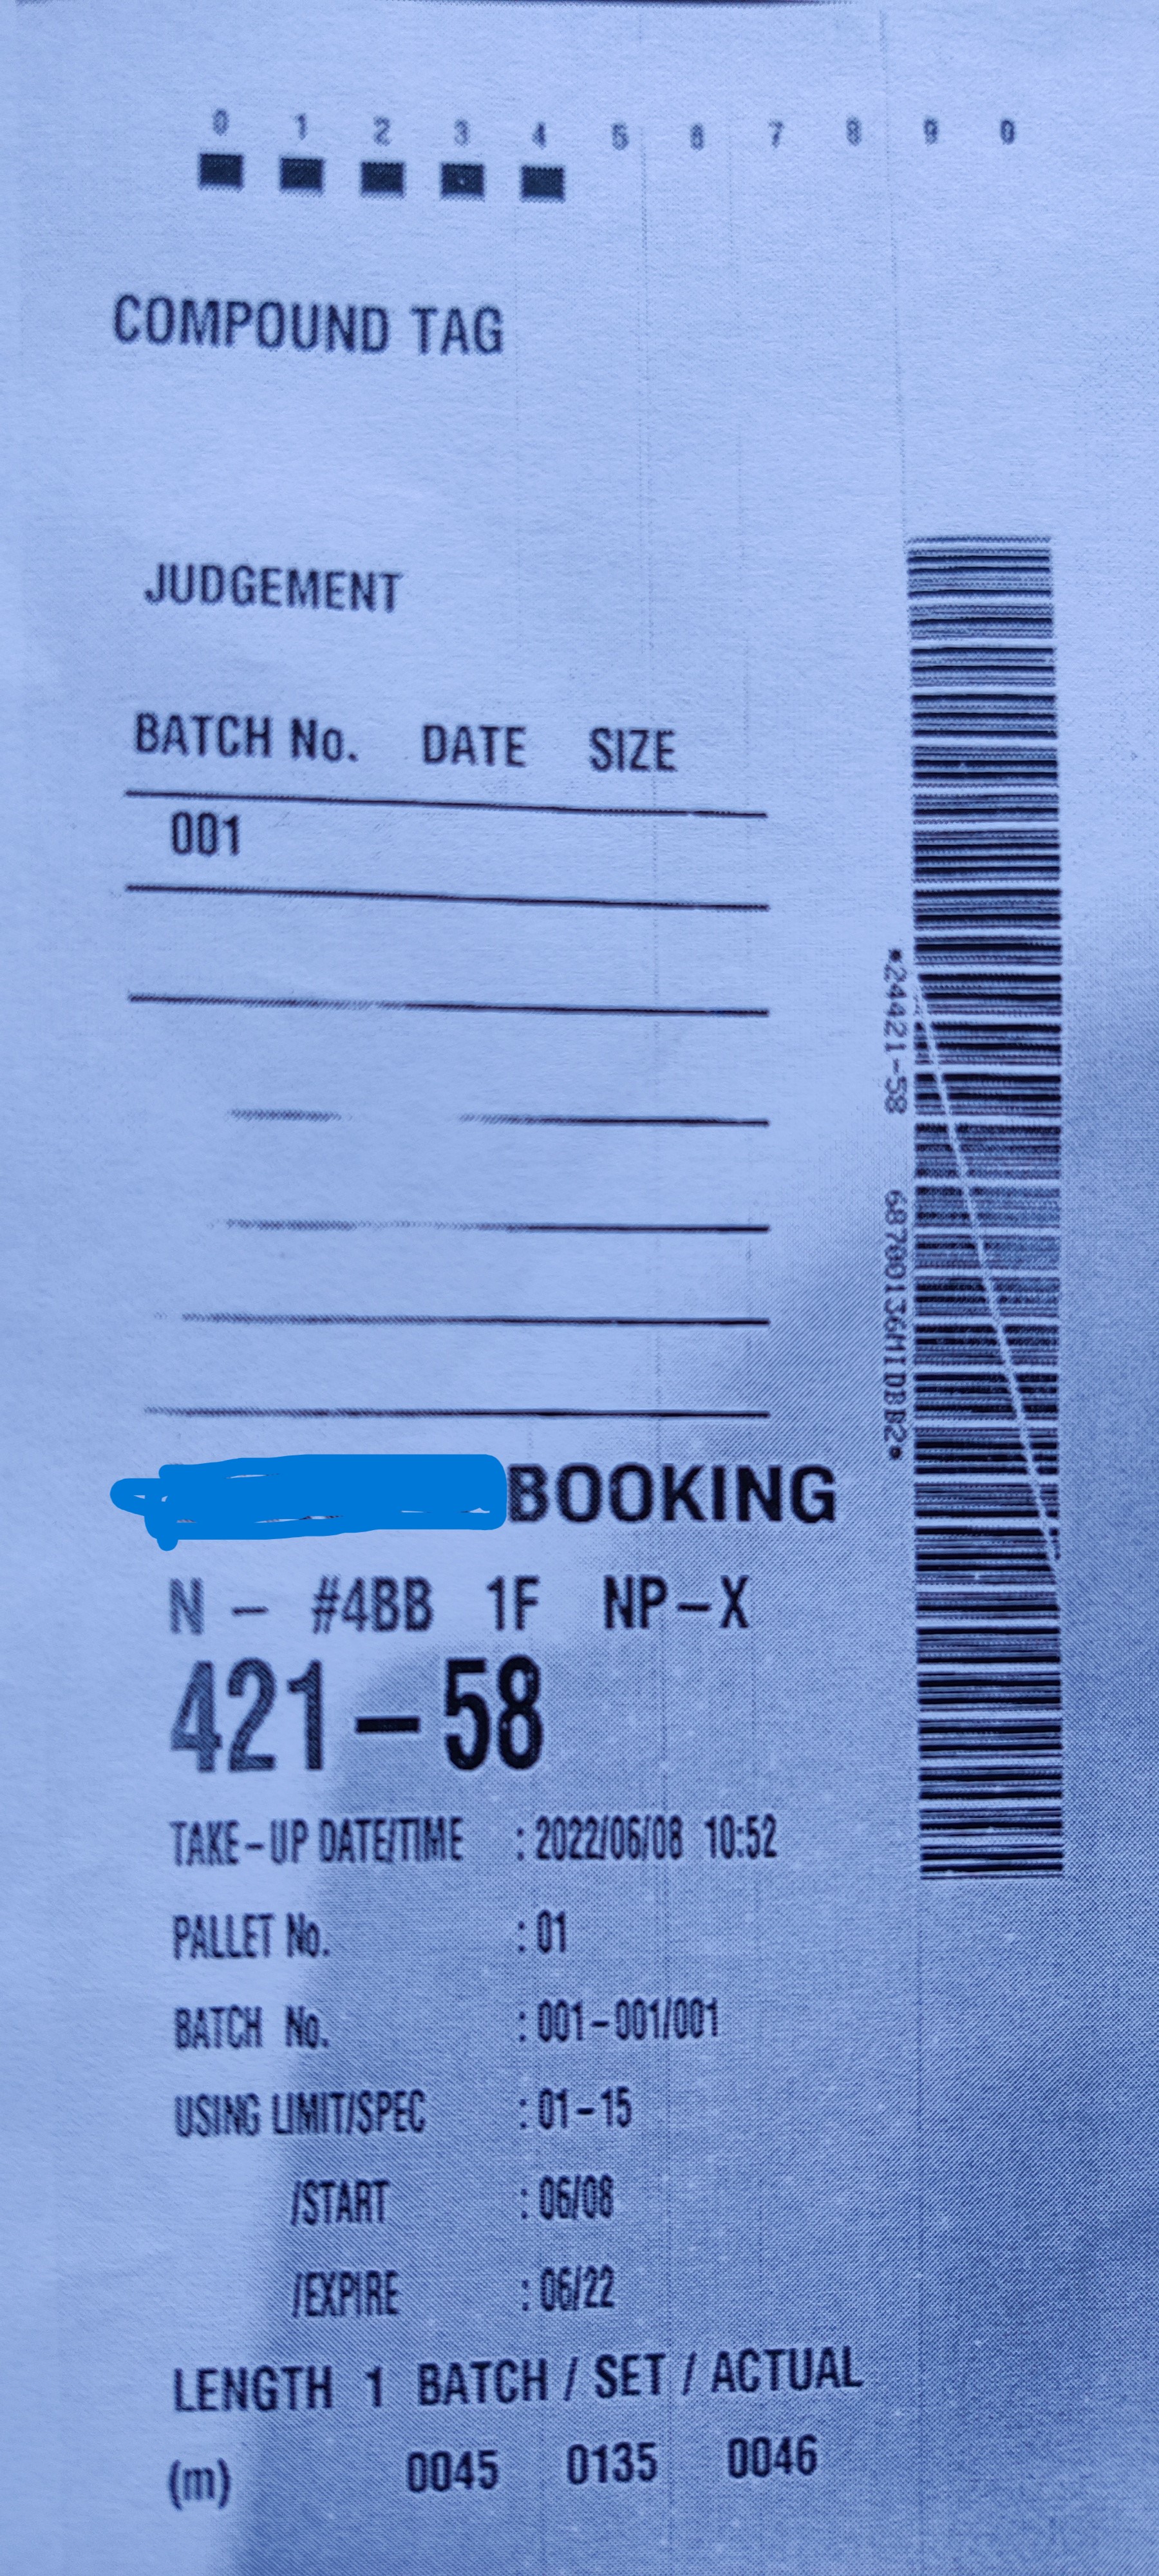 0 1 2 3 4 5 6 7 8 9 0
COMPOUND TAG
JUDGEMENT
BATCH No. DATE SIZE
001
*24421-58 68700136M1DBB2*
BOOKING
N - #4BB 1F NP-X
421-58
TAKE-UP DATE/TIME : 2022/06/08 10:52
PALLET No. : 01
BATCH No. : 001-001/001
USING LIMIT/SPEC : 01-15
/START : 06/08
/EXPIRE : 06/22
LENGTH 1 BATCH / SET / ACTUAL
(m) 0045 0135 0046